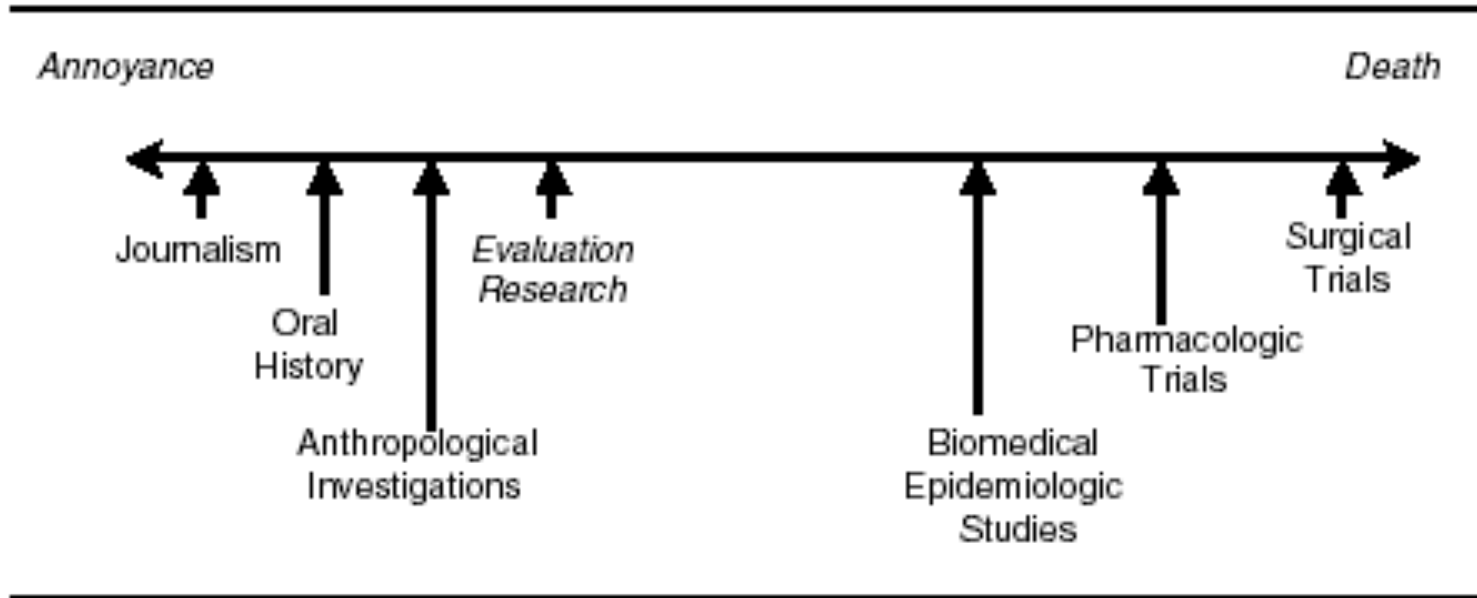 Annoyance
Death
Journalism
Oral
History
Anthropological
Investigations
Evaluation
Research
Biomedical
Epidemiologic
Studies
Pharmacologic
Trials
Surgical
Trials